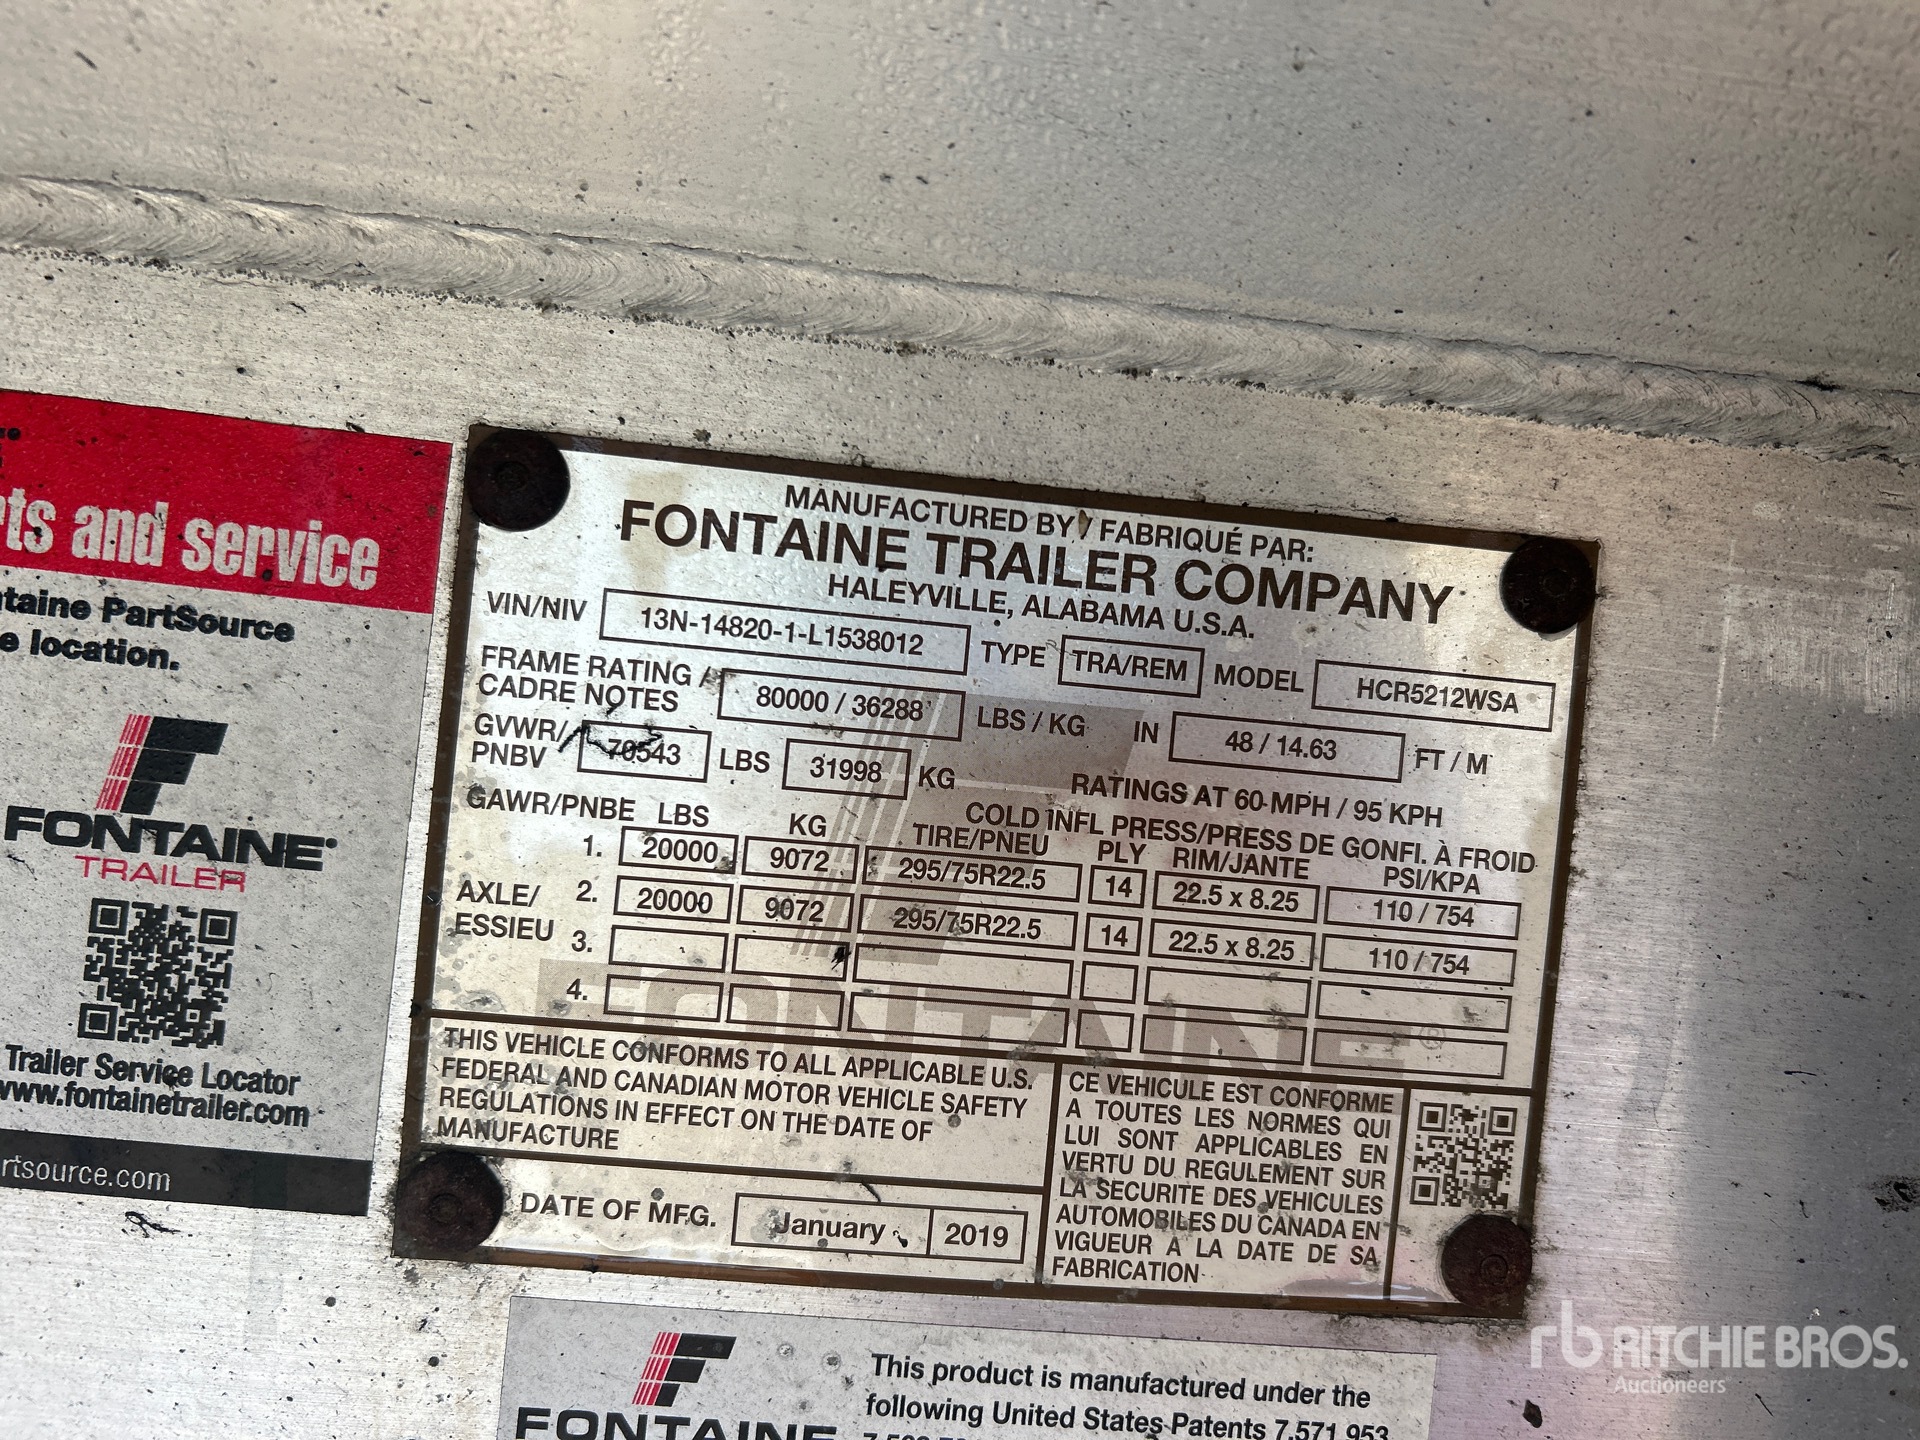 rts and service
ntaine PartSource
e location.
FONTAINE
TRAILER
Trailer Service Locator
www.fontainetrailer.com
rtsource.com
MANUFACTURED BY / FABRIQUÉ PAR:
FONTAINE TRAILER COMPANY
HALEYVILLE, ALABAMA U.S.A.
VIN/NIV 13N-14820-1-L1538012 TYPE TRA/REM MODEL HCR5212WSA
FRAME RATING / CADRE NOTES 80000 / 36288 LBS / KG IN 48 / 14.63 FT / M
GVWR/ PNBV 70543 LBS 31998 KG RATINGS AT 60 MPH / 95 KPH
COLD INFL PRESS/PRESS DE GONFI. À FROID
GAWR/PNBE LBS KG TIRE/PNEU PLY RIM/JANTE PSI/KPA
AXLE/
ESSIEU
1. 20000 9072 295/75R22.5 14 22.5 x 8.25 110 / 754
2. 20000 9072 295/75R22.5 14 22.5 x 8.25 110 / 754
3.
4.
FONTAINE ®
THIS VEHICLE CONFORMS TO ALL APPLICABLE U.S.
FEDERAL AND CANADIAN MOTOR VEHICLE SAFETY
REGULATIONS IN EFFECT ON THE DATE OF
MANUFACTURE
DATE OF MFG. January 2019
CE VEHICULE EST CONFORME
A TOUTES LES NORMES QUI
LUI SONT APPLICABLES EN
VERTU DU REGULEMENT SUR
LA SECURITE DES VEHICULES
AUTOMOBILES DU CANADA EN
VIGUEUR A LA DATE DE SA
FABRICATION
FONTAINE
This product is manufactured under the
following United States Patents 7,571,953
rb RITCHIE BROS.
Auctioneers